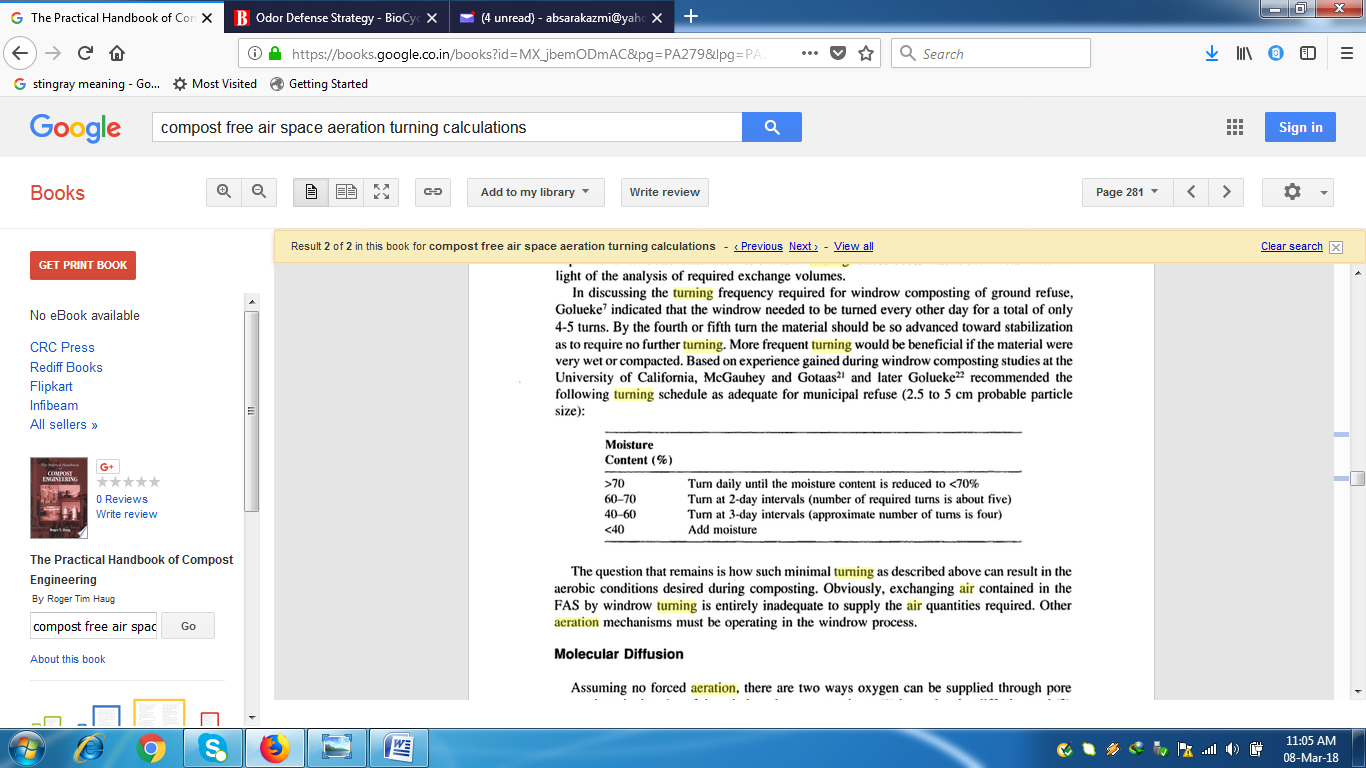 The Practical Handbook of Con
Odor Defense Strategy - BioCyc
(4 unread) - absarakazmi@yaho
https://books.google.co.in/books?id=MX_jbemODmAC&pg=PA279&lpg=PA
Search
stingray meaning - Go...
Most Visited
Getting Started
Google
compost free air space aeration turning calculations
Sign in
Books
Add to my library
Write review
Page 281
GET PRINT BOOK
Result 2 of 2 in this book for compost free air space aeration turning calculations - ‹ Previous Next › - View all
Clear search
No eBook available
CRC Press
Rediff Books
Flipkart
Infibeam
All sellers »
G+
0 Reviews
Write review
The Practical Handbook of Compost
Engineering
By Roger Tim Haug
compost free air spac
Go
About this book
light of the analysis of required exchange volumes.
In discussing the turning frequency required for windrow composting of ground refuse,
Golueke7 indicated that the windrow needed to be turned every other day for a total of only
4-5 turns. By the fourth or fifth turn the material should be so advanced toward stabilization
as to require no further turning. More frequent turning would be beneficial if the material were
very wet or compacted. Based on experience gained during windrow composting studies at the
University of California, McGauhey and Gotaas21 and later Golueke22 recommended the
following turning schedule as adequate for municipal refuse (2.5 to 5 cm probable particle
size):
Moisture
Content (%)
>70 Turn daily until the moisture content is reduced to <70%
60–70 Turn at 2-day intervals (number of required turns is about five)
40–60 Turn at 3-day intervals (approximate number of turns is four)
<40 Add moisture
The question that remains is how such minimal turning as described above can result in the
aerobic conditions desired during composting. Obviously, exchanging air contained in the
FAS by windrow turning is entirely inadequate to supply the air quantities required. Other
aeration mechanisms must be operating in the windrow process.
Molecular Diffusion
Assuming no forced aeration, there are two ways oxygen can be supplied through pore
11:05 AM
08-Mar-18